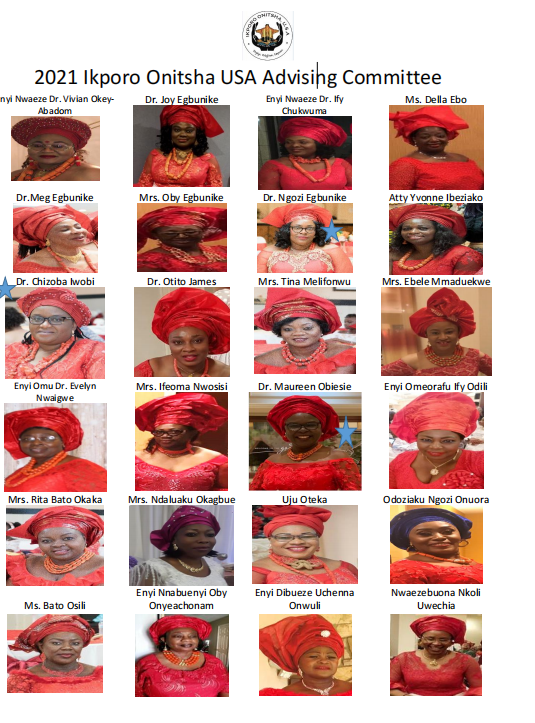 IKPORO ONITSHA USA
2021 Ikporo Onitsha USA Advising Committee
nyi Nwaeze Dr. Vivian Okey-
Abadom
Dr. Joy Egbunike
Enyi Nwaeze Dr. Ify
Chukwuma
Ms. Della Ebo
Dr.Meg Egbunike
Mrs. Oby Egbunike
Dr. Ngozi Egbunike
Atty Yvonne Ibeziako
Dr. Chizoba Iwobi
Dr. Otito James
Mrs. Tina Melifonwu
Mrs. Ebele Mmaduekwe
Enyi Omu Dr. Evelyn
Nwaigwe
Mrs. Ifeoma Nwosisi
Dr. Maureen Obiesie
Enyi Omeorafu Ify Odili
Mrs. Rita Bato Okaka
Mrs. Ndaluaku Okagbue
Uju Oteka
Odoziaku Ngozi Onuora
Ms. Bato Osili
Enyi Nnabuenyi Oby
Onyeachonam
Enyi Dibueze Uchenna
Onwuli
Nwaezebuona Nkoli
Uwechia